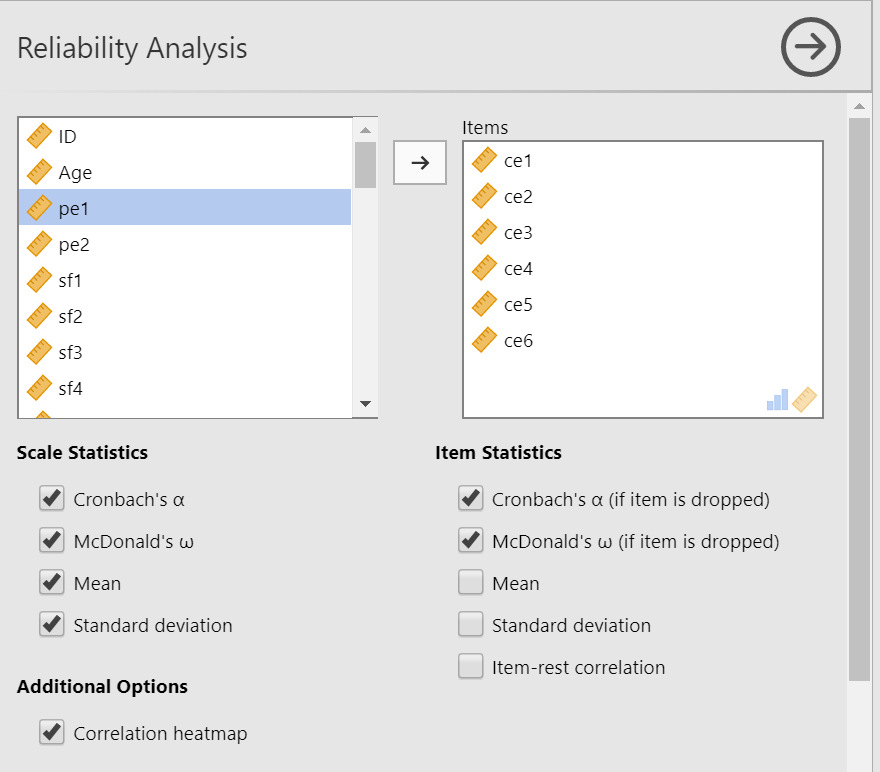 Reliability Analysis
ID
Age
pe1
pe2
sf1
sf2
sf3
sf4
Items
ce1
ce2
ce3
ce4
ce5
ce6
Scale Statistics
Cronbach's α
McDonald's ω
Mean
Standard deviation
Item Statistics
Cronbach's α (if item is dropped)
McDonald's ω (if item is dropped)
Mean
Standard deviation
Item-rest correlation
Additional Options
Correlation heatmap